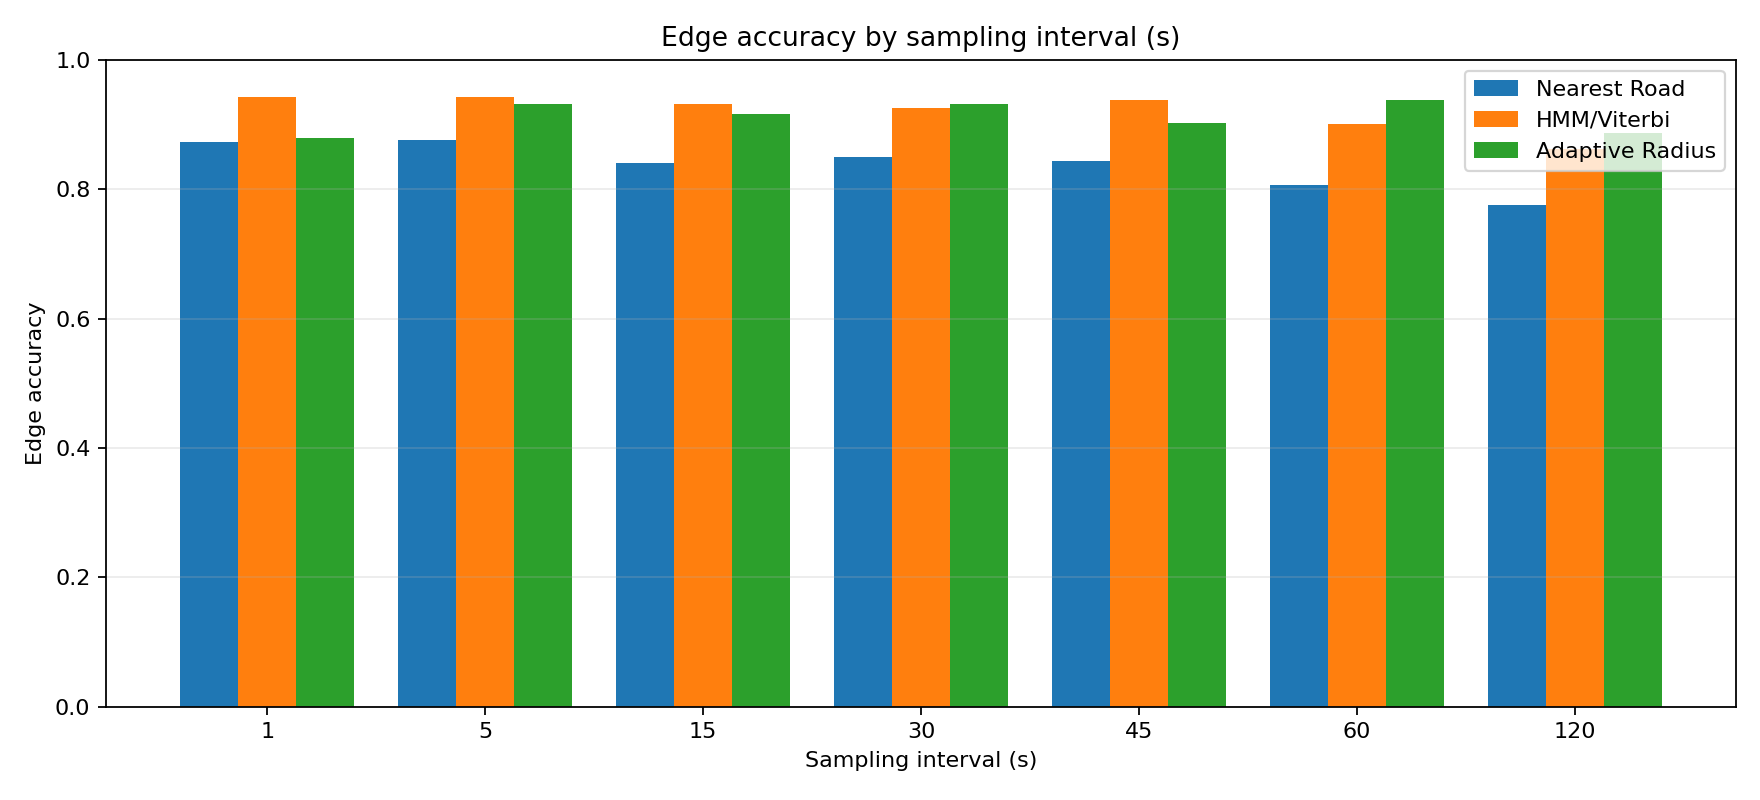 Edge accuracy by sampling interval (s)
Nearest Road
HMM/Viterbi
Adaptive Radius
Edge accuracy
1.0
0.8
0.6
0.4
0.2
0.0
1 5 15 30 45 60 120
Sampling interval (s)